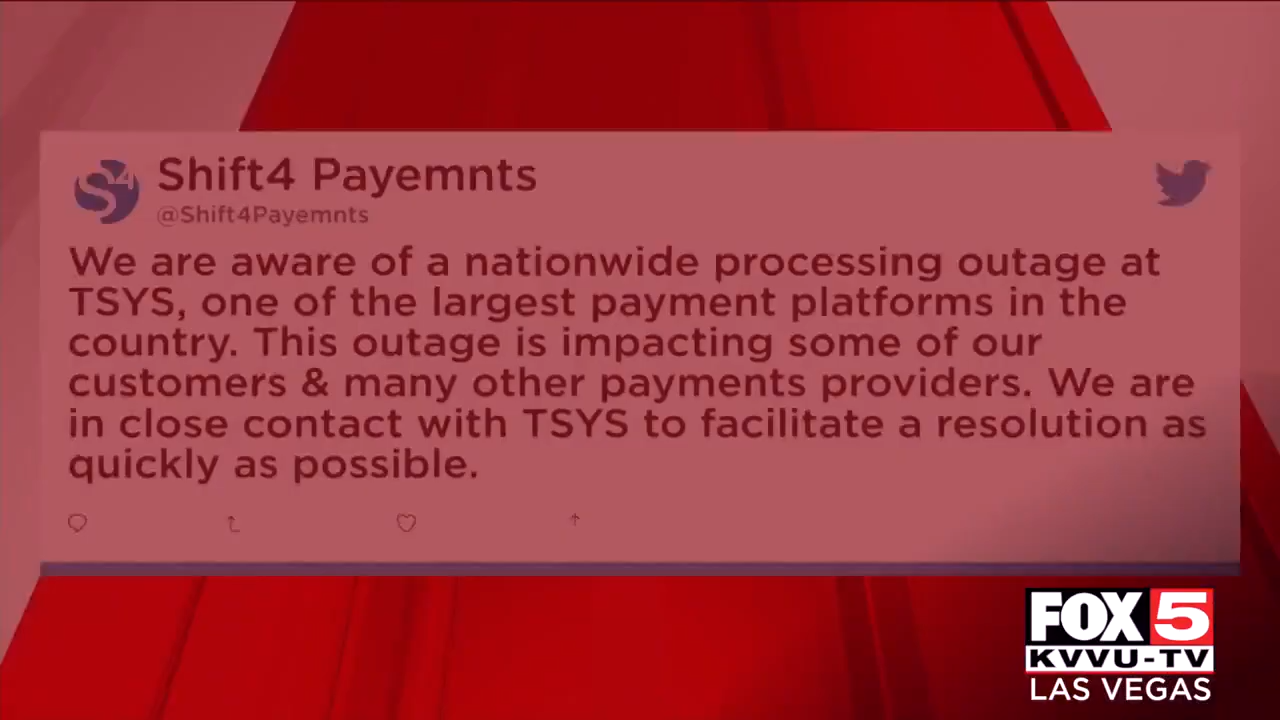 S4
Shift4 Payemnts
@Shift4Payemnts
We are aware of a nationwide processing outage at
TSYS, one of the largest payment platforms in the
country. This outage is impacting some of our
customers & many other payments providers. We are
in close contact with TSYS to facilitate a resolution as
quickly as possible.
FOX 5
KVVU-TV
LAS VEGAS